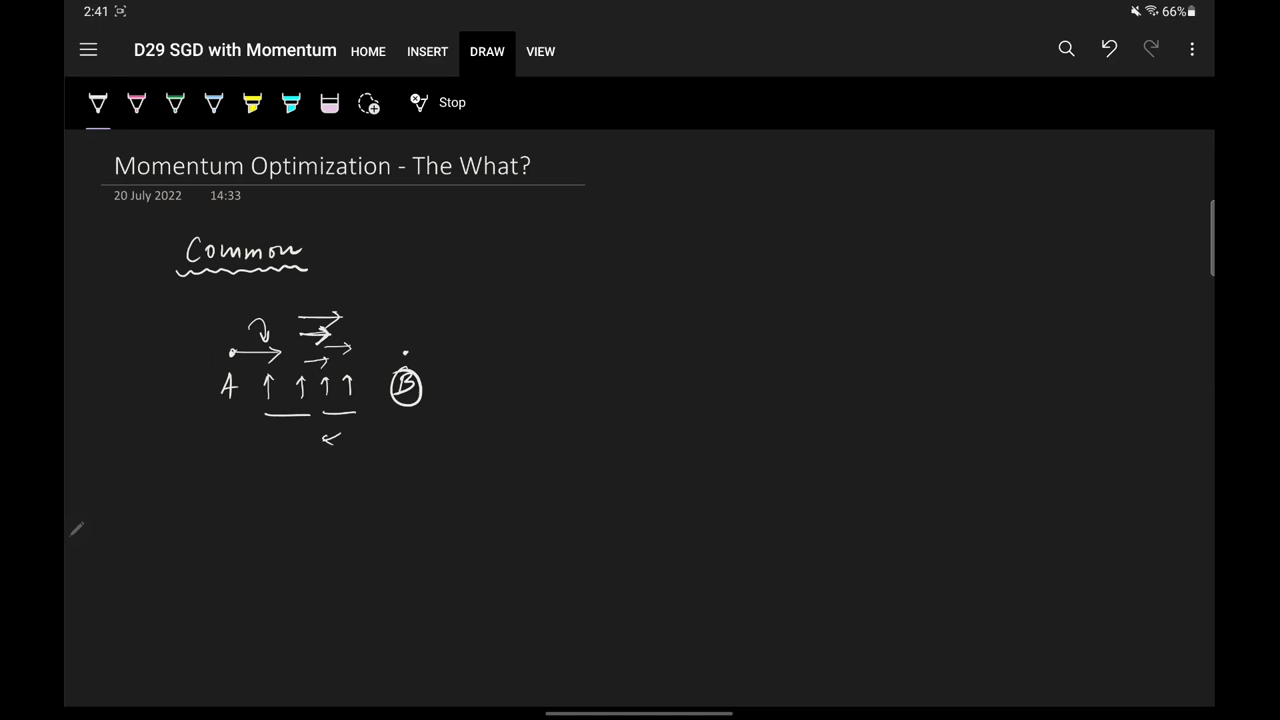 2:41 66%
D29 SGD with Momentum HOME INSERT DRAW VIEW
Stop
Momentum Optimization - The What?
20 July 2022 14:33
Common
A B